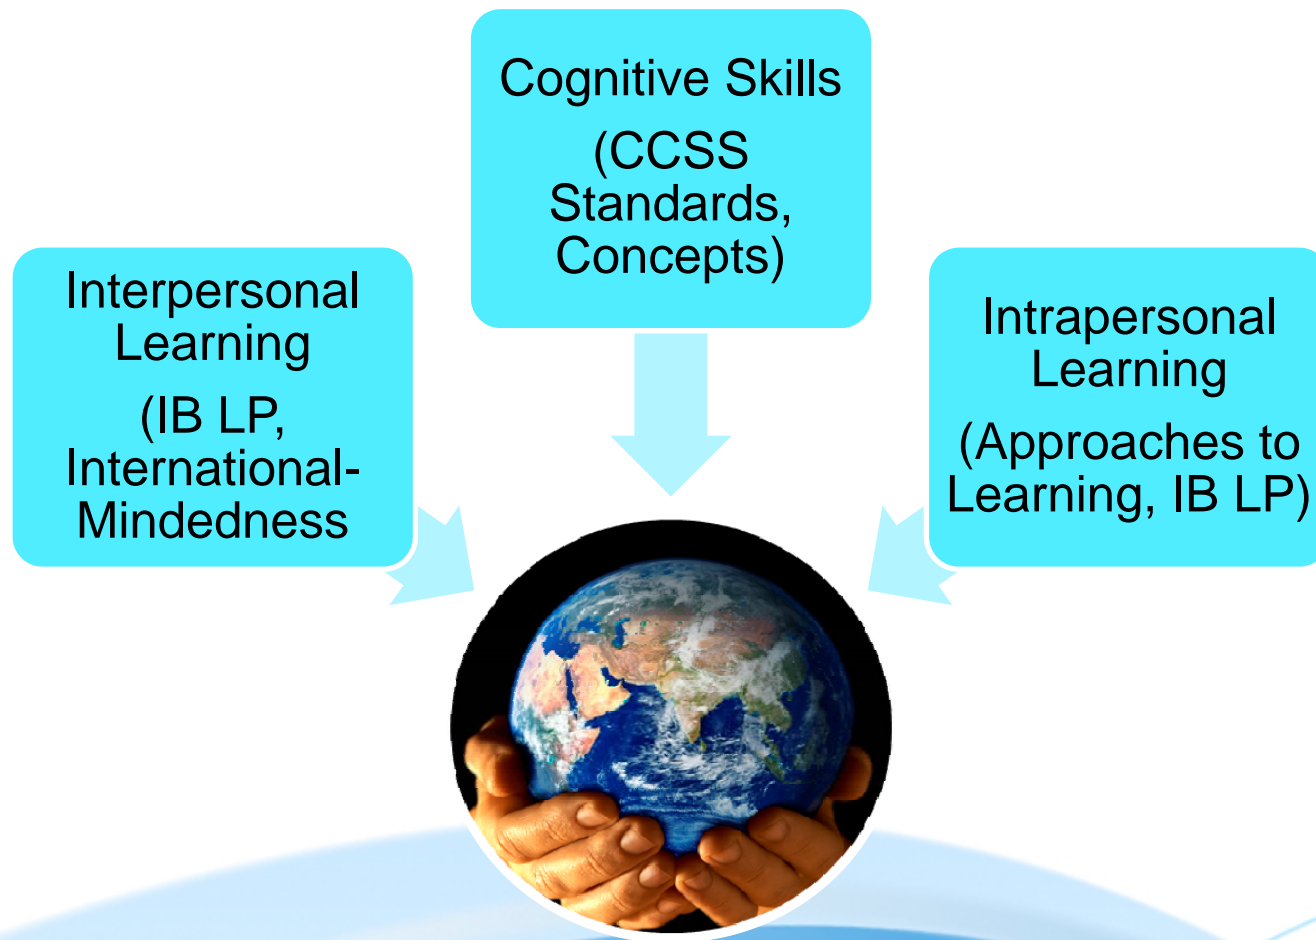 Cognitive Skills
(CCSS
Standards,
Concepts)
Interpersonal
Learning
(IB LP,
International-
Mindedness
Intrapersonal
Learning
(Approaches to
Learning, IB LP)